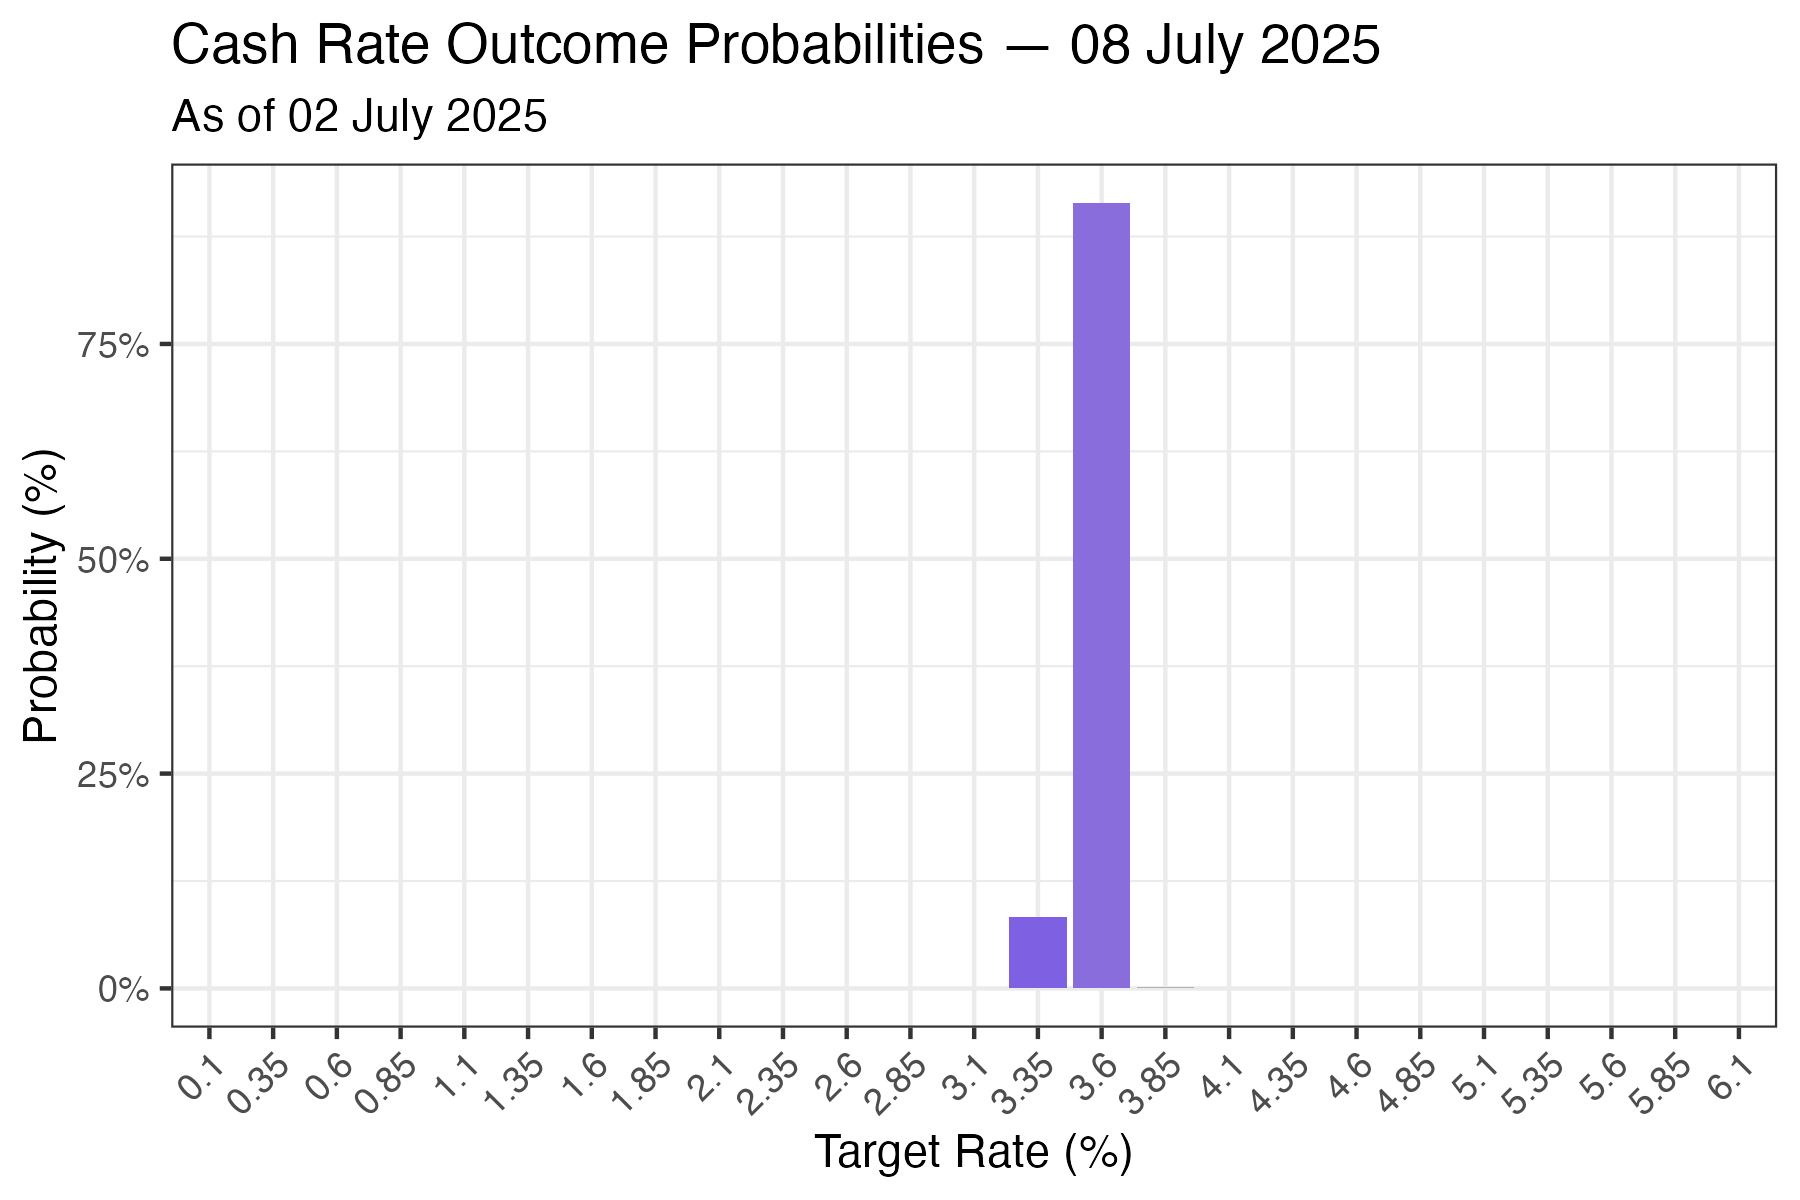 Cash Rate Outcome Probabilities — 08 July 2025
As of 02 July 2025
Probability (%)
75%
50%
25%
0%
0.1 0.35 0.6 0.85 1.1 1.35 1.6 1.85 2.1 2.35 2.6 2.85 3.1 3.35 3.6 3.85 4.1 4.35 4.6 4.85 5.1 5.35 5.6 5.85 6.1
Target Rate (%)